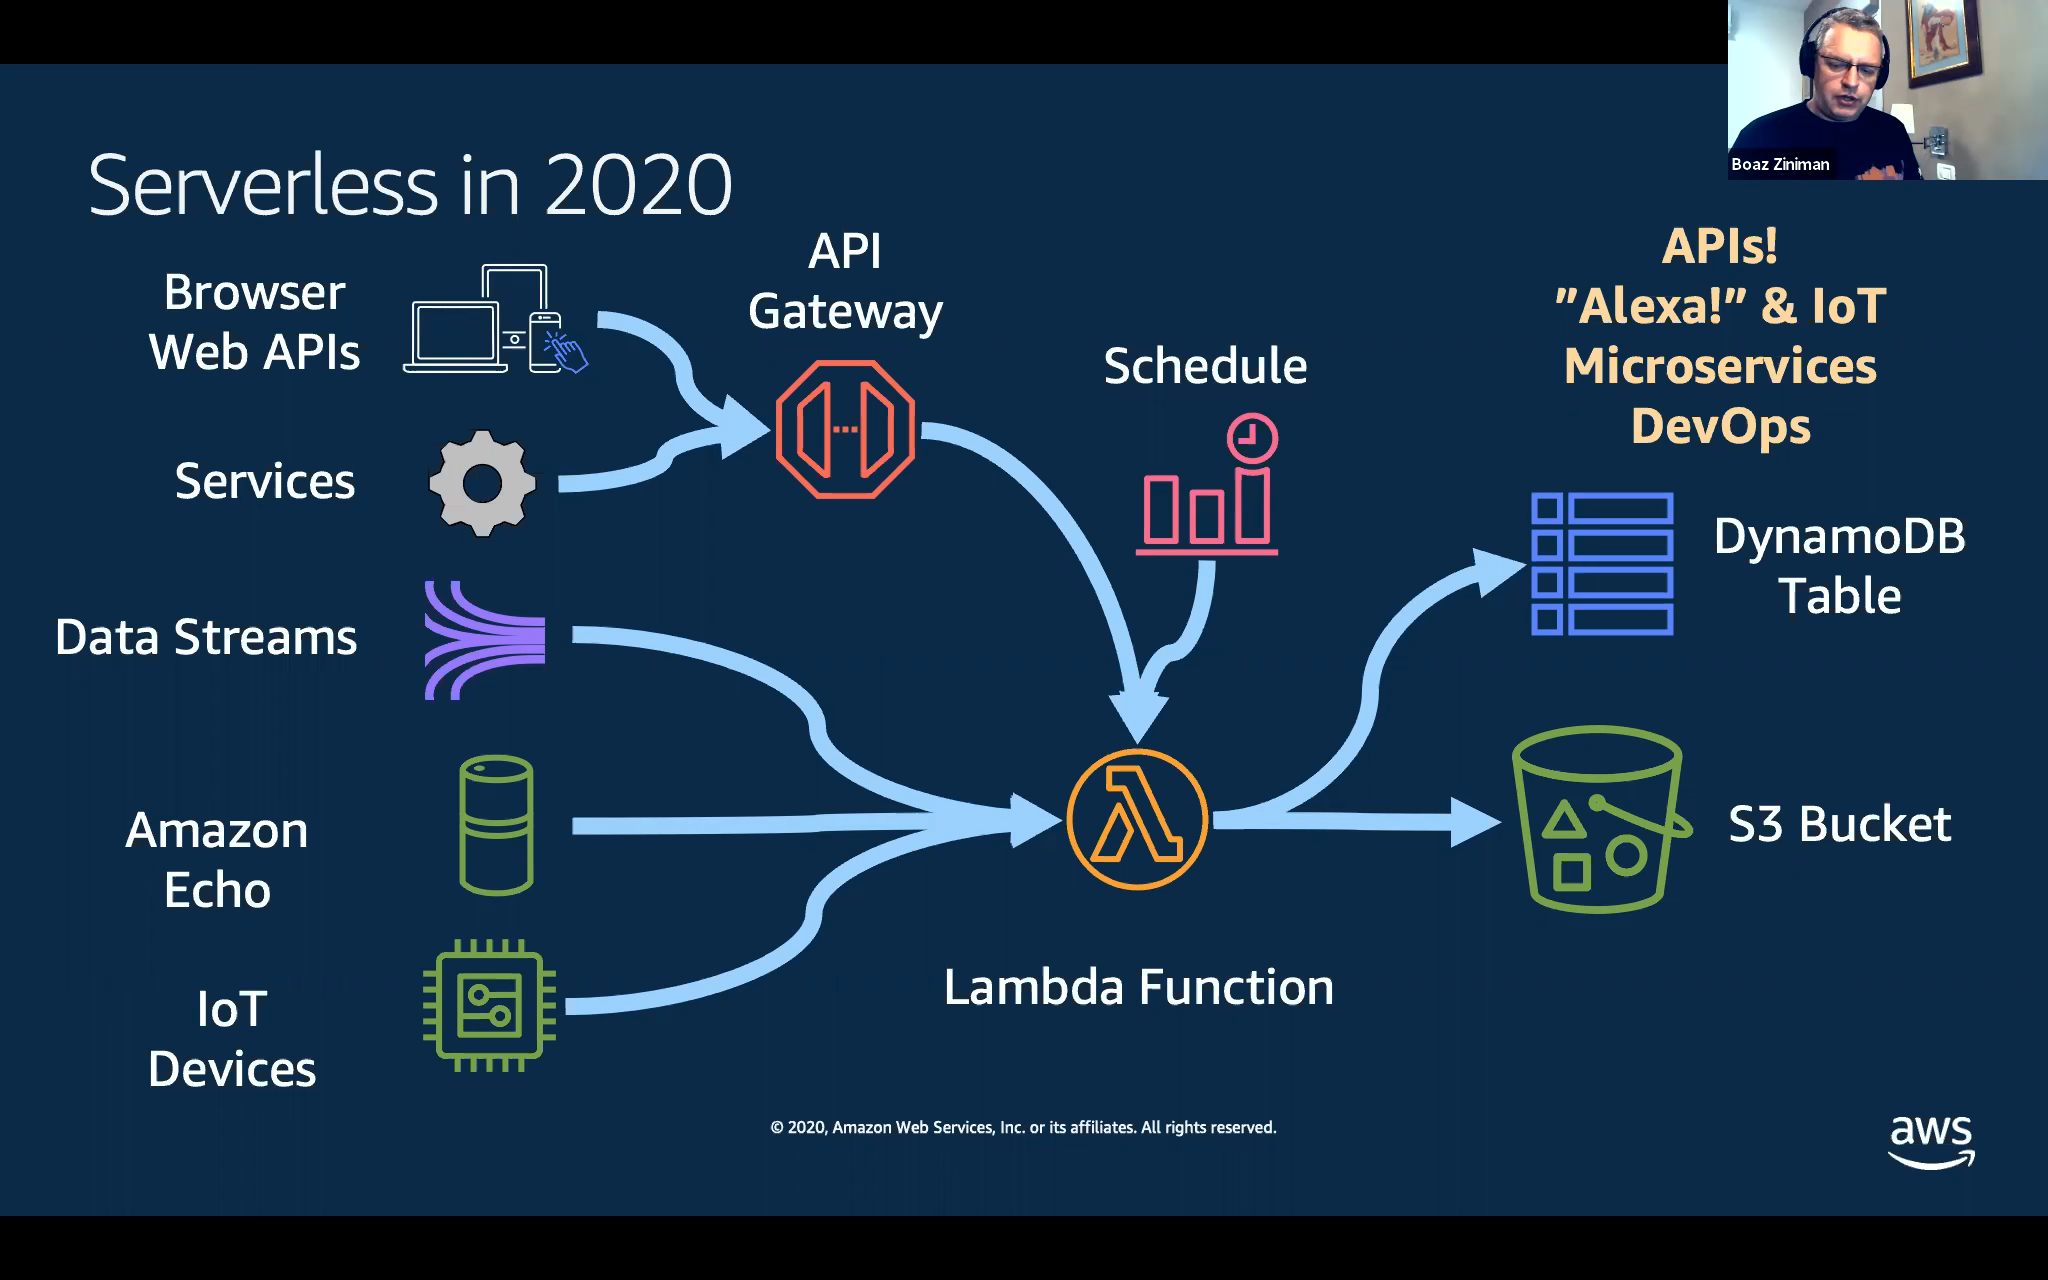 Boaz Ziniman
Serverless in 2020
Browser
Web APIs
API
Gateway
Schedule
APIs!
”Alexa!” & IoT
Microservices
DevOps
Services
DynamoDB
Table
Data Streams
Amazon
Echo
S3 Bucket
Lambda Function
IoT
Devices
© 2020, Amazon Web Services, Inc. or its affiliates. All rights reserved.
aws